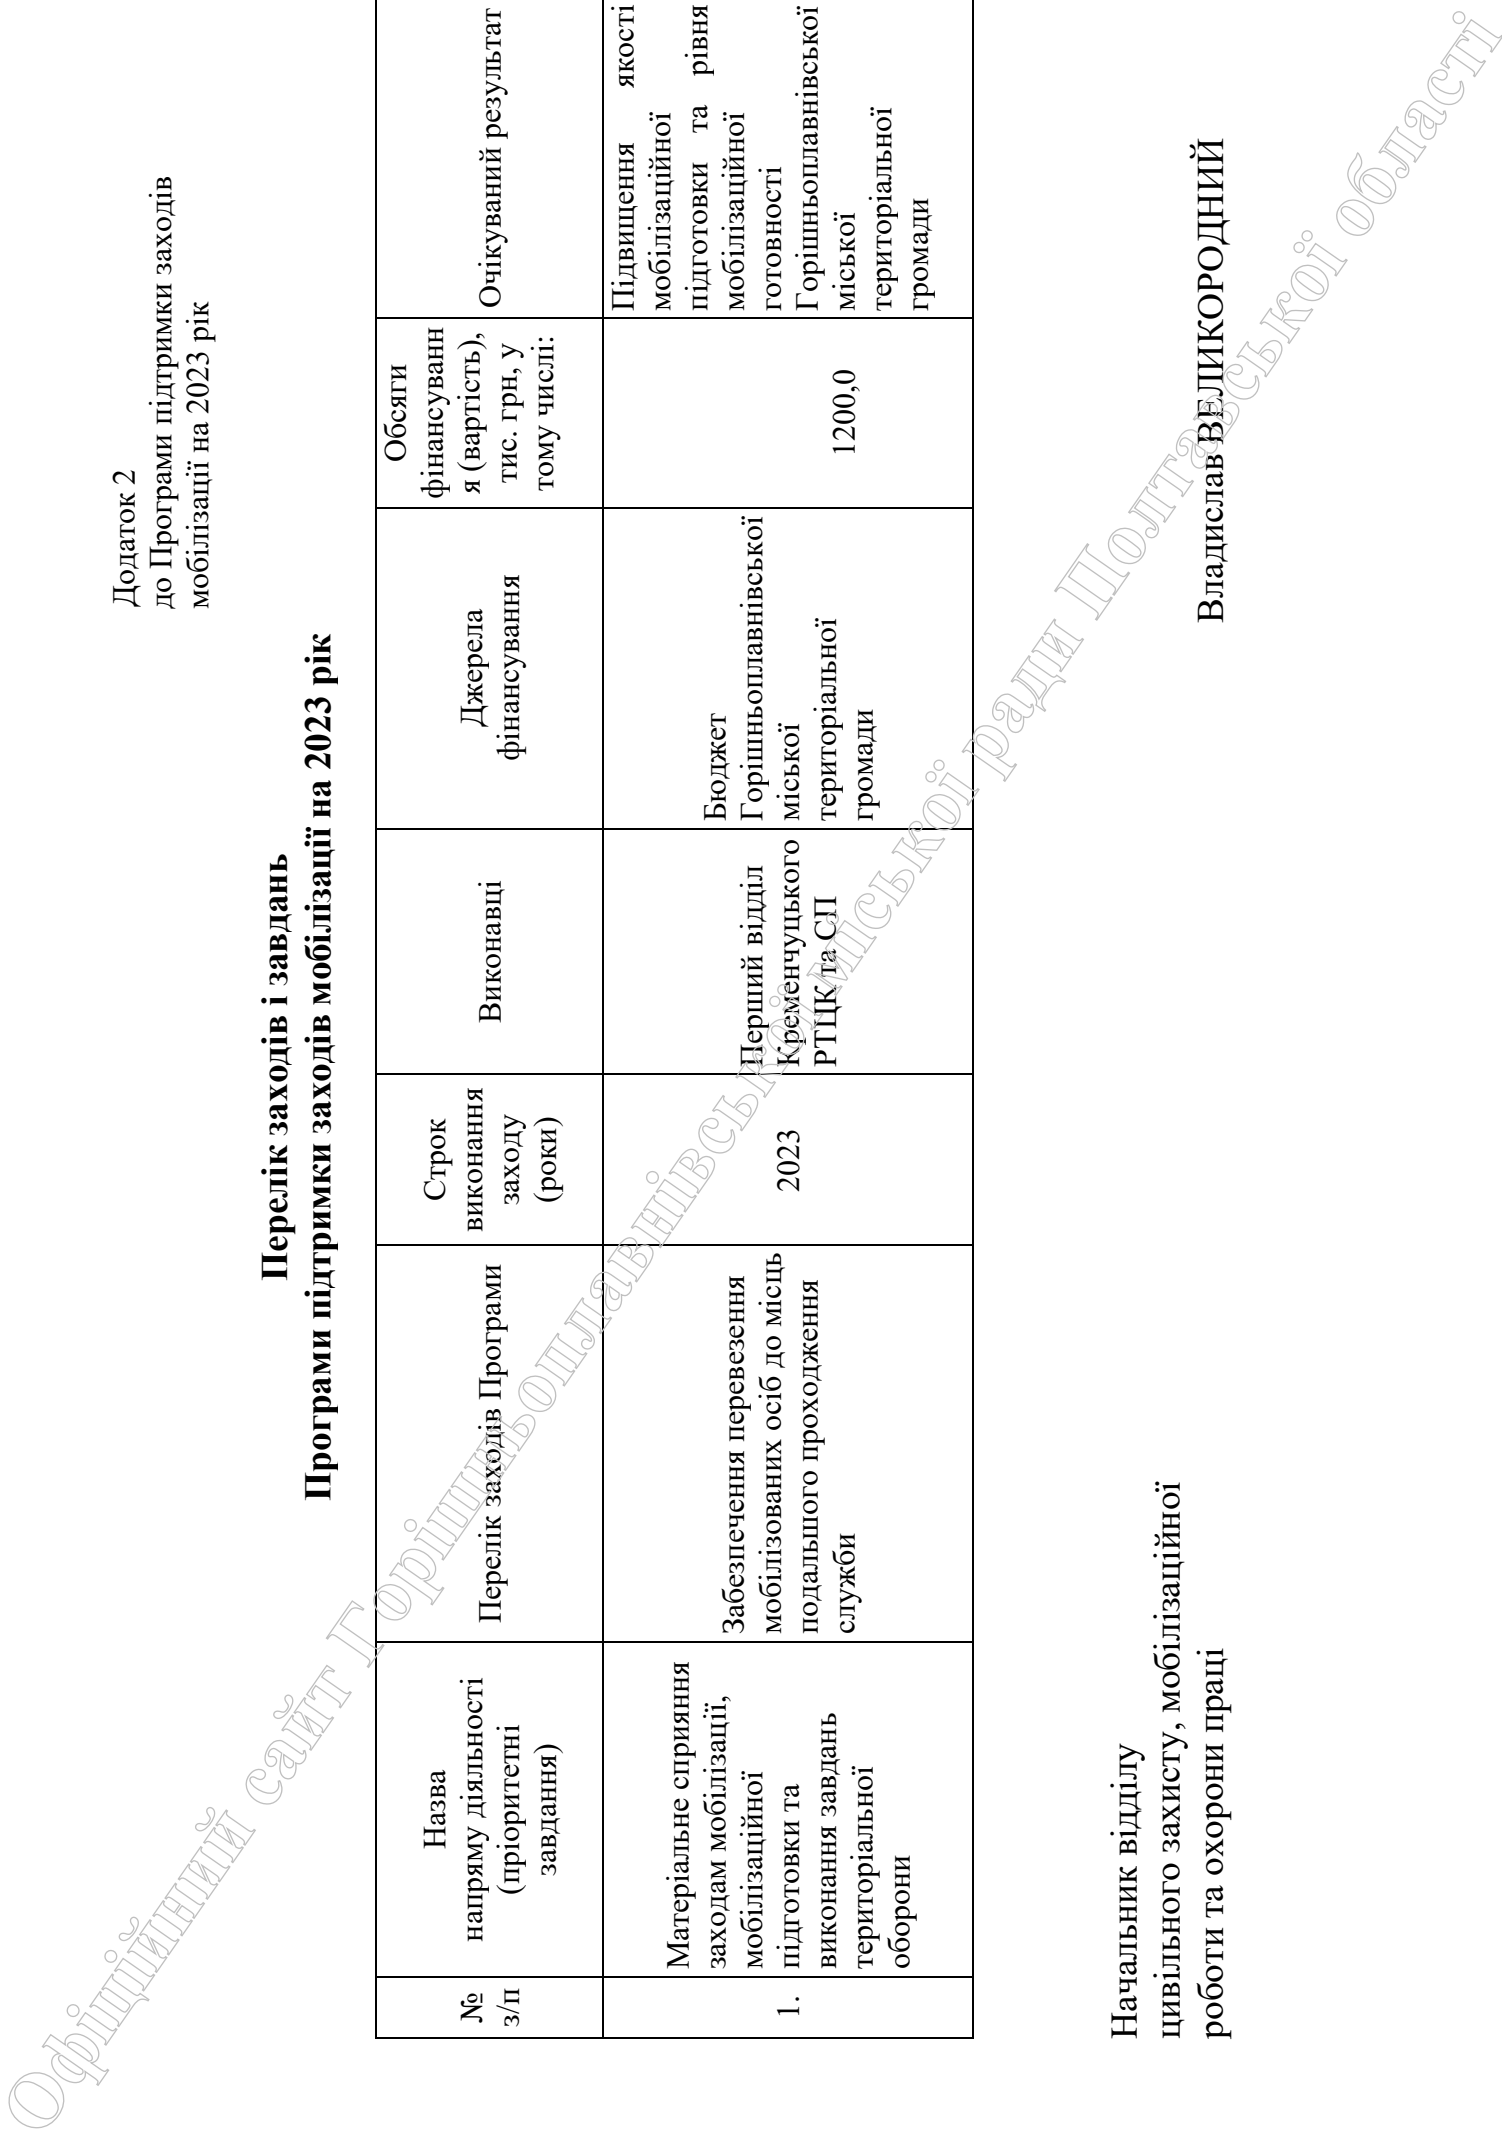 Додаток 2
до Програми підтримки заходів
мобілізації на 2023 рік
Перелік заходів і завдань
Програми підтримки заходів мобілізації на 2023 рік
№
з/п
Назва
напряму діяльності
(пріоритетні
завдання)
Перелік заходів Програми
Строк
виконання
заходу
(роки)
Виконавці
Джерела
фінансування
Обсяги
фінансуванн
я (вартість),
тис. грн, у
тому числі:
Очікуваний результат
1.
Матеріальне сприяння
заходам мобілізації,
мобілізаційної
підготовки та
виконання завдань
територіальної
оборони
Забезпечення перевезення
мобілізованих осіб до місць
подальшого проходження
служби
2023
Перший відділ
Кременчуцького
РТЦК та СП
Бюджет
Горішньоплавнівської
міської
територіальної
громади
1200,0
Підвищення якості
мобілізаційної
підготовки та рівня
мобілізаційної
готовності
Горішньоплавнівської
міської
територіальної
громади
Начальник відділу
цивільного захисту, мобілізаційної
роботи та охорони праці
Владислав ВЕЛИКОРОДНИЙ
Офіційний сайт Горішньоплавнівської міської ради Полтавської області